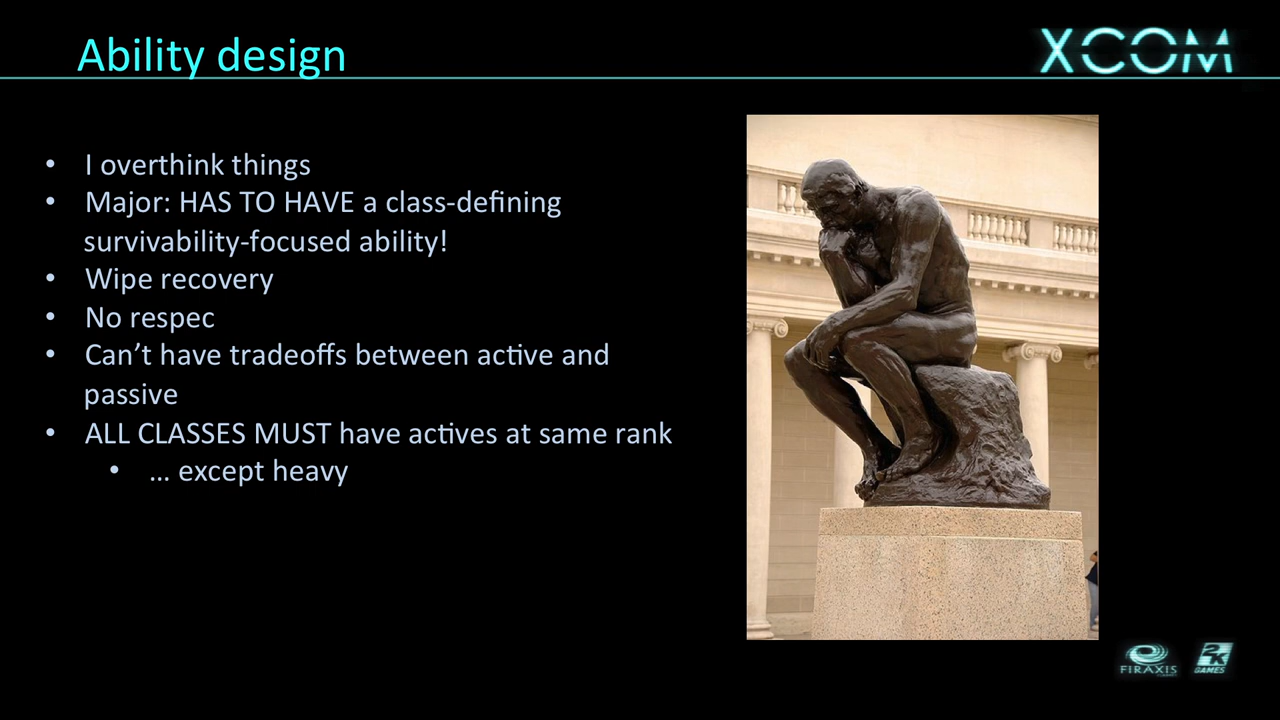 Ability design
XCOM
• I overthink things
• Major: HAS TO HAVE a class-defining
survivability-focused ability!
• Wipe recovery
• No respec
• Can’t have tradeoffs between active and
passive
• ALL CLASSES MUST have actives at same rank
• … except heavy
FIRAXIS
2K
GAMES